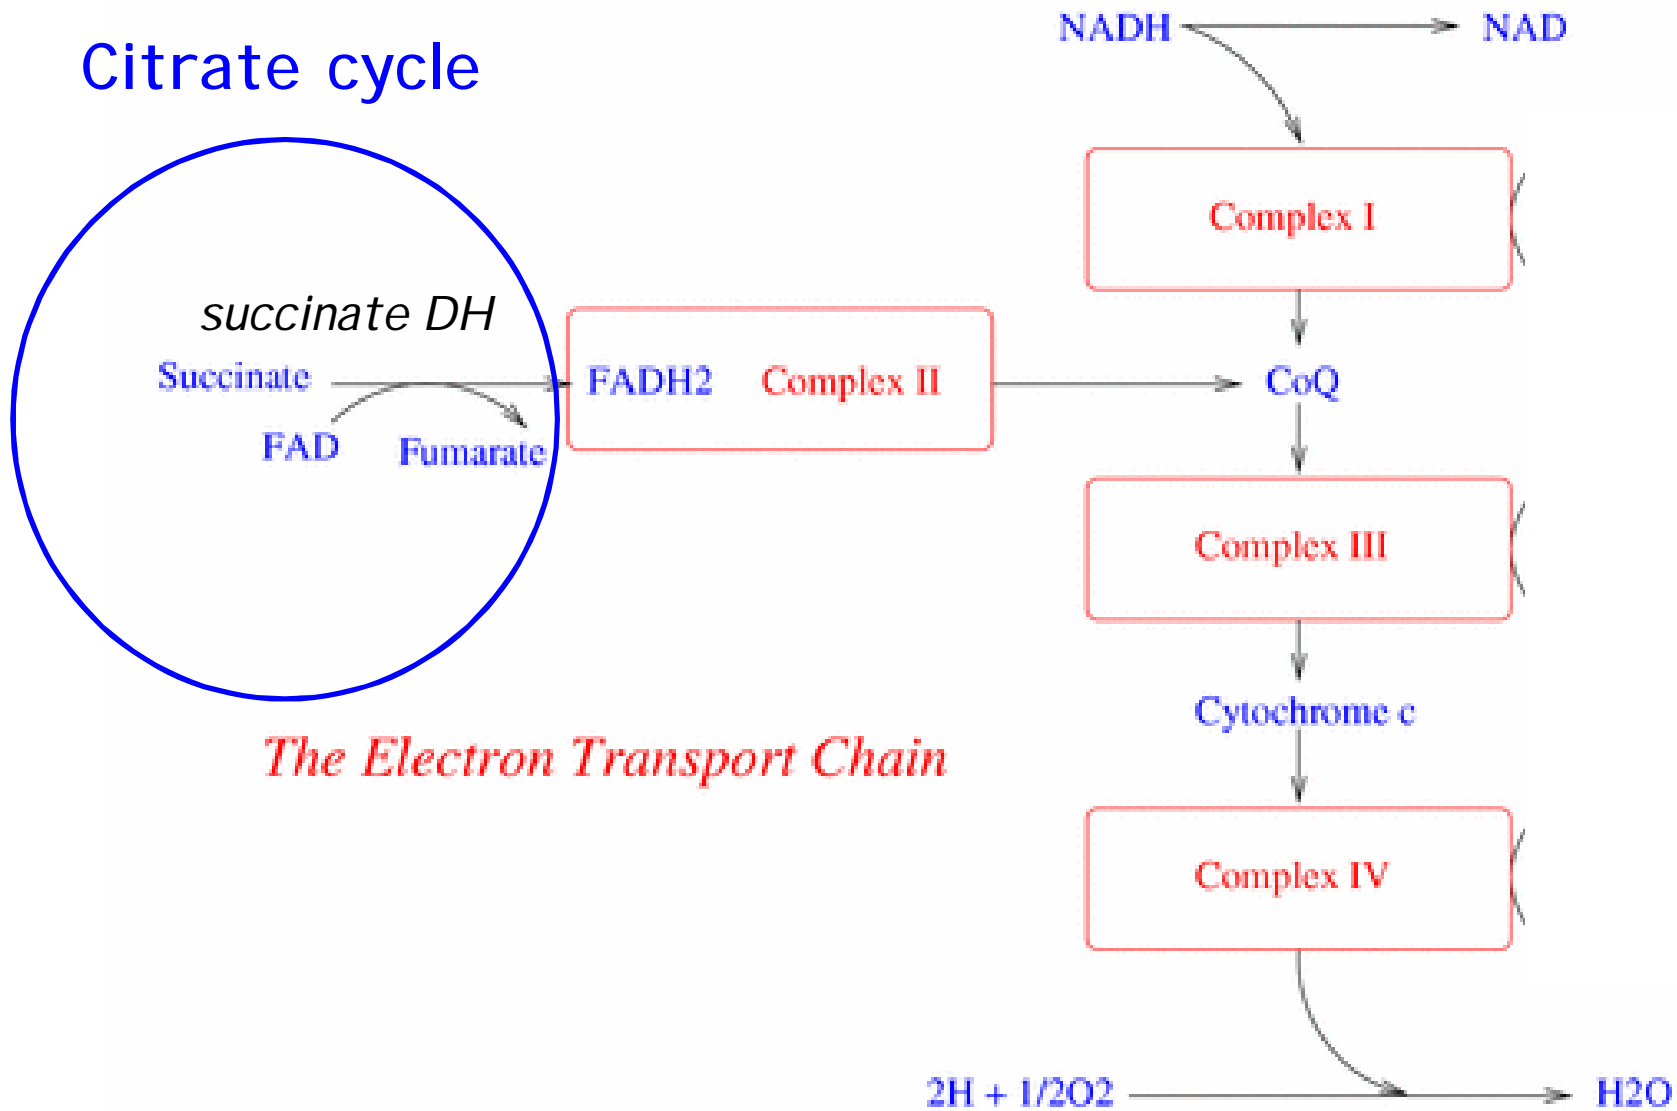 NADH NAD
Citrate cycle
Complex I
succinate DH
Succinate FADH2 Complex II CoQ
FAD Fumarate
Complex III
Cytochrome c
The Electron Transport Chain
Complex IV
2H + 1/2O2 H2O